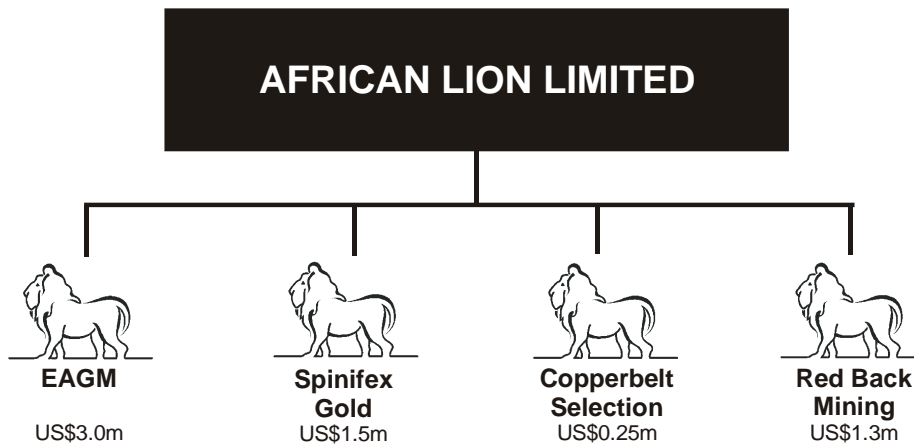 AFRICAN LION LIMITED
EAGM
US$3.0m
Spinifex
Gold
US$1.5m
Copperbelt
Selection
US$0.25m
Red Back
Mining
US$1.3m